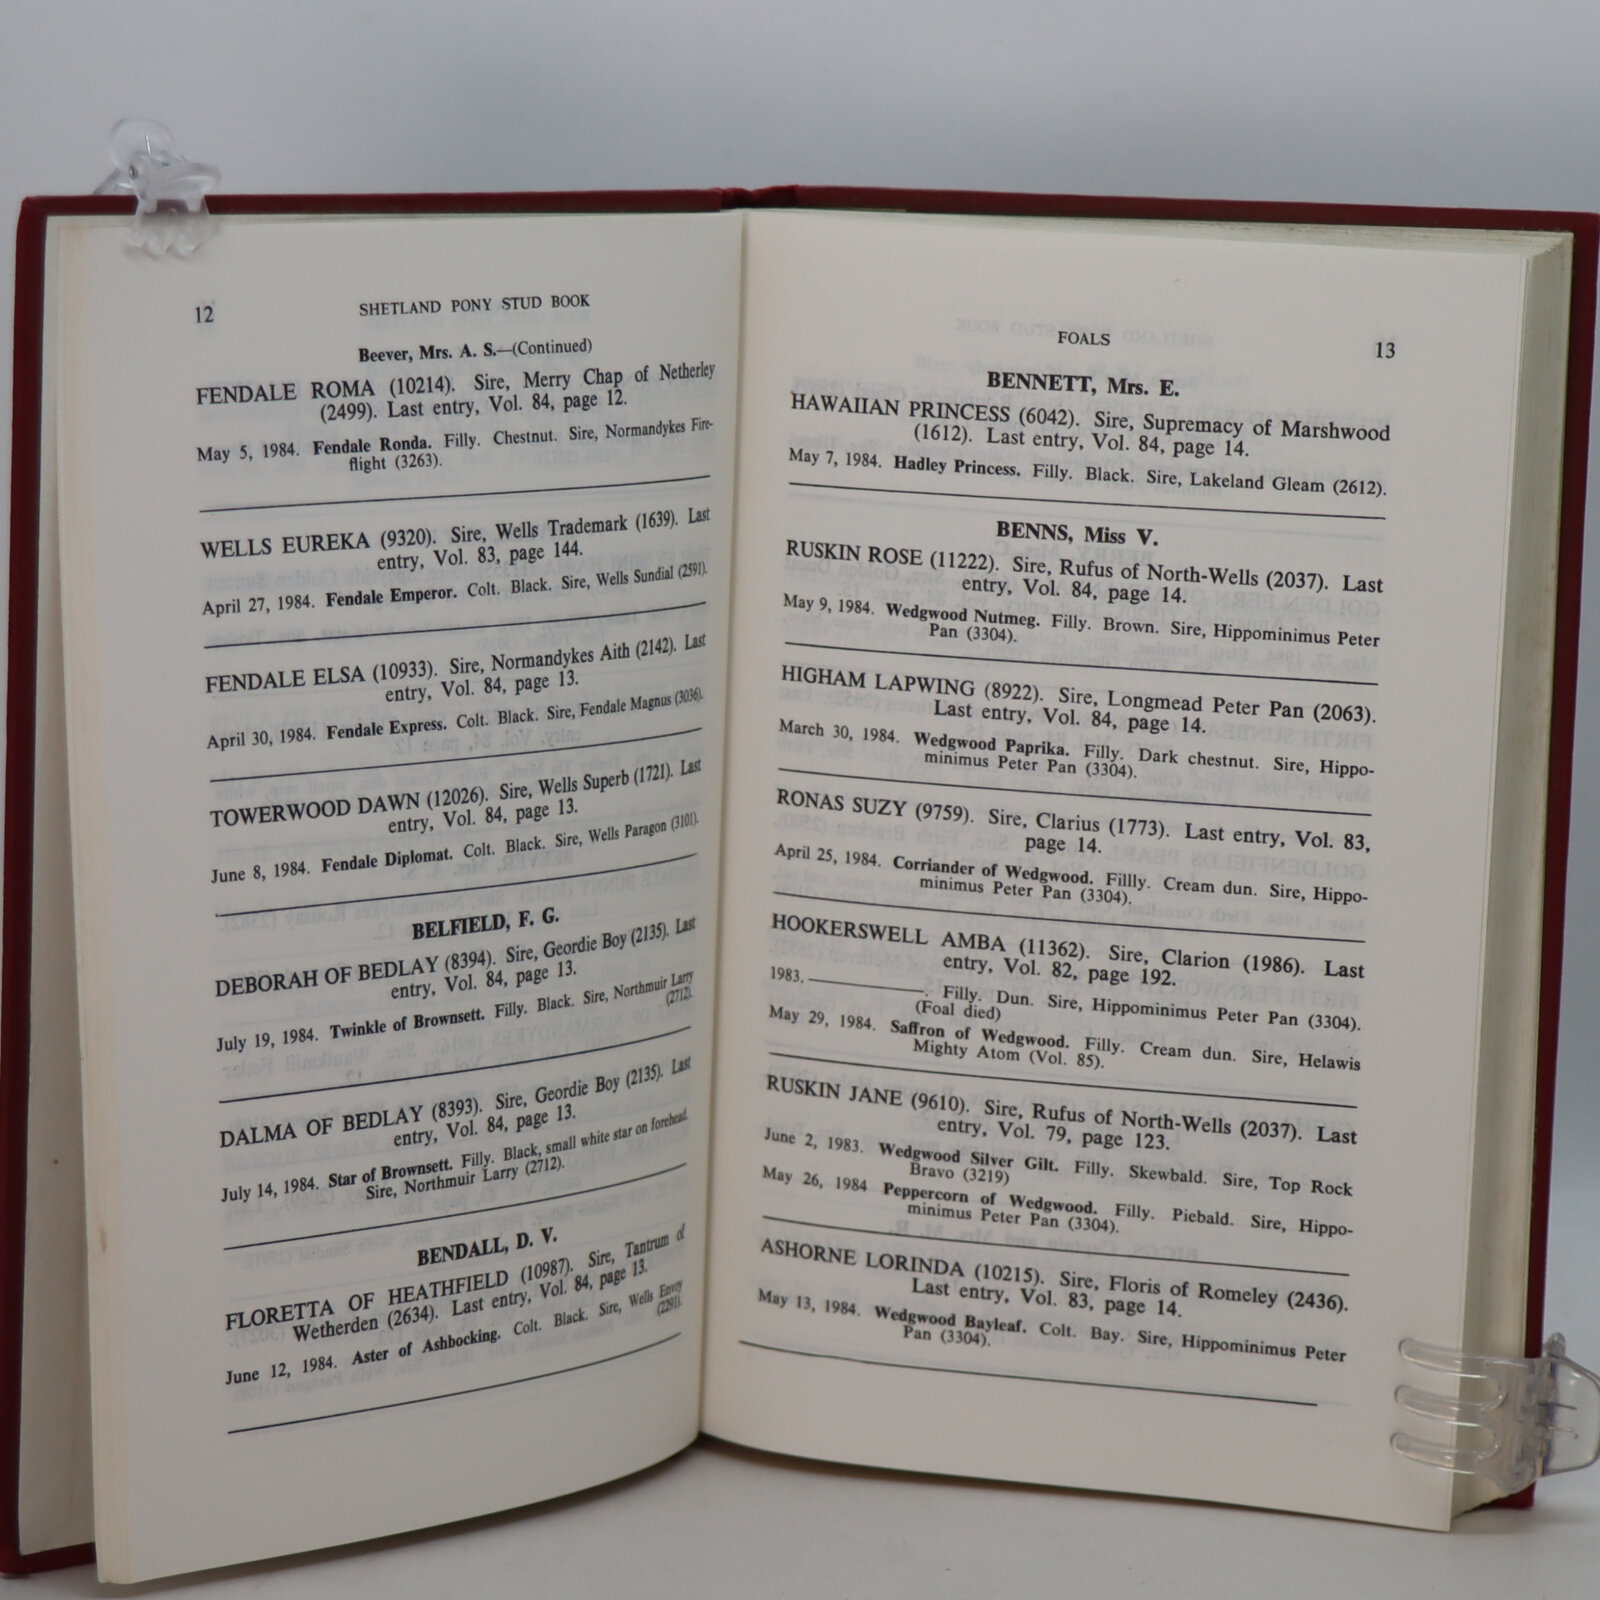 12
SHETLAND PONY STUD BOOK
Beever, Mrs. A. S.—(Continued)
FENDALE ROMA (10214). Sire, Merry Chap of Netherley
(2499). Last entry, Vol. 84, page 12.
May 5, 1984. Fendale Ronda. Filly. Chestnut. Sire, Normandykes Fire-
flight (3263).
WELLS EUREKA (9320). Sire, Wells Trademark (1639). Last
entry, Vol. 83, page 144.
April 27, 1984. Fendale Emperor. Colt. Black. Sire, Wells Sundial (2591).
FENDALE ELSA (10933). Sire, Normandykes Aith (2142). Last
entry, Vol. 84, page 13.
April 30, 1984. Fendale Express. Colt. Black. Sire, Fendale Magnus (3036).
TOWERWOOD DAWN (12026). Sire, Wells Superb (1721). Last
entry, Vol. 84, page 13.
June 8, 1984. Fendale Diplomat. Colt. Black. Sire, Wells Paragon (3101).
BELFIELD, F. G.
DEBORAH OF BEDLAY (8394). Sire, Geordie Boy (2135). Last
entry, Vol. 84, page 13.
July 19, 1984. Twinkle of Brownsett. Filly. Black. Sire, Northmuir Larry
(2712).
DALMA OF BEDLAY (8393). Sire, Geordie Boy (2135). Last
entry, Vol. 84, page 13.
July 14, 1984. Star of Brownsett. Filly. Black, small white star on forehead.
Sire, Northmuir Larry (2712).
BENDALL, D. V.
FLORETTA OF HEATHFIELD (10987). Sire, Tantrum of
Wetherden (2634). Last entry, Vol. 84, page 13.
June 12, 1984. Aster of Ashbocking. Colt. Black. Sire, Wells Envoy
(2291).
FOALS
13
BENNETT, Mrs. E.
HAWAIIAN PRINCESS (6042). Sire, Supremacy of Marshwood
(1612). Last entry, Vol. 84, page 14.
May 7, 1984. Hadley Princess. Filly. Black. Sire, Lakeland Gleam (2612).
BENNS, Miss V.
RUSKIN ROSE (11222). Sire, Rufus of North-Wells (2037). Last
entry, Vol. 84, page 14.
May 9, 1984. Wedgwood Nutmeg. Filly. Brown. Sire, Hippominimus Peter
Pan (3304).
HIGHAM LAPWING (8922). Sire, Longmead Peter Pan (2063).
Last entry, Vol. 84, page 14.
March 30, 1984. Wedgwood Paprika. Filly. Dark chestnut. Sire, Hippo-
minimus Peter Pan (3304).
RONAS SUZY (9759). Sire, Clarius (1773). Last entry, Vol. 83,
page 14.
April 25, 1984. Corriander of Wedgwood. Fillly. Cream dun. Sire, Hippo-
minimus Peter Pan (3304).
HOOKERSWELL AMBA (11362). Sire, Clarion (1986). Last
entry, Vol. 82, page 192.
1983. ————. Filly. Dun. Sire, Hippominimus Peter Pan (3304).
(Foal died)
May 29, 1984. Saffron of Wedgwood. Filly. Cream dun. Sire, Helawis
Mighty Atom (Vol. 85).
RUSKIN JANE (9610). Sire, Rufus of North-Wells (2037). Last
entry, Vol. 79, page 123.
June 2, 1983. Wedgwood Silver Gilt. Filly. Skewbald. Sire, Top Rock
Bravo (3219)
May 26, 1984 Peppercorn of Wedgwood. Filly. Piebald. Sire, Hippo-
minimus Peter Pan (3304).
ASHORNE LORINDA (10215). Sire, Floris of Romeley (2436).
Last entry, Vol. 83, page 14.
May 13, 1984. Wedgwood Bayleaf. Colt. Bay. Sire, Hippominimus Peter
Pan (3304).